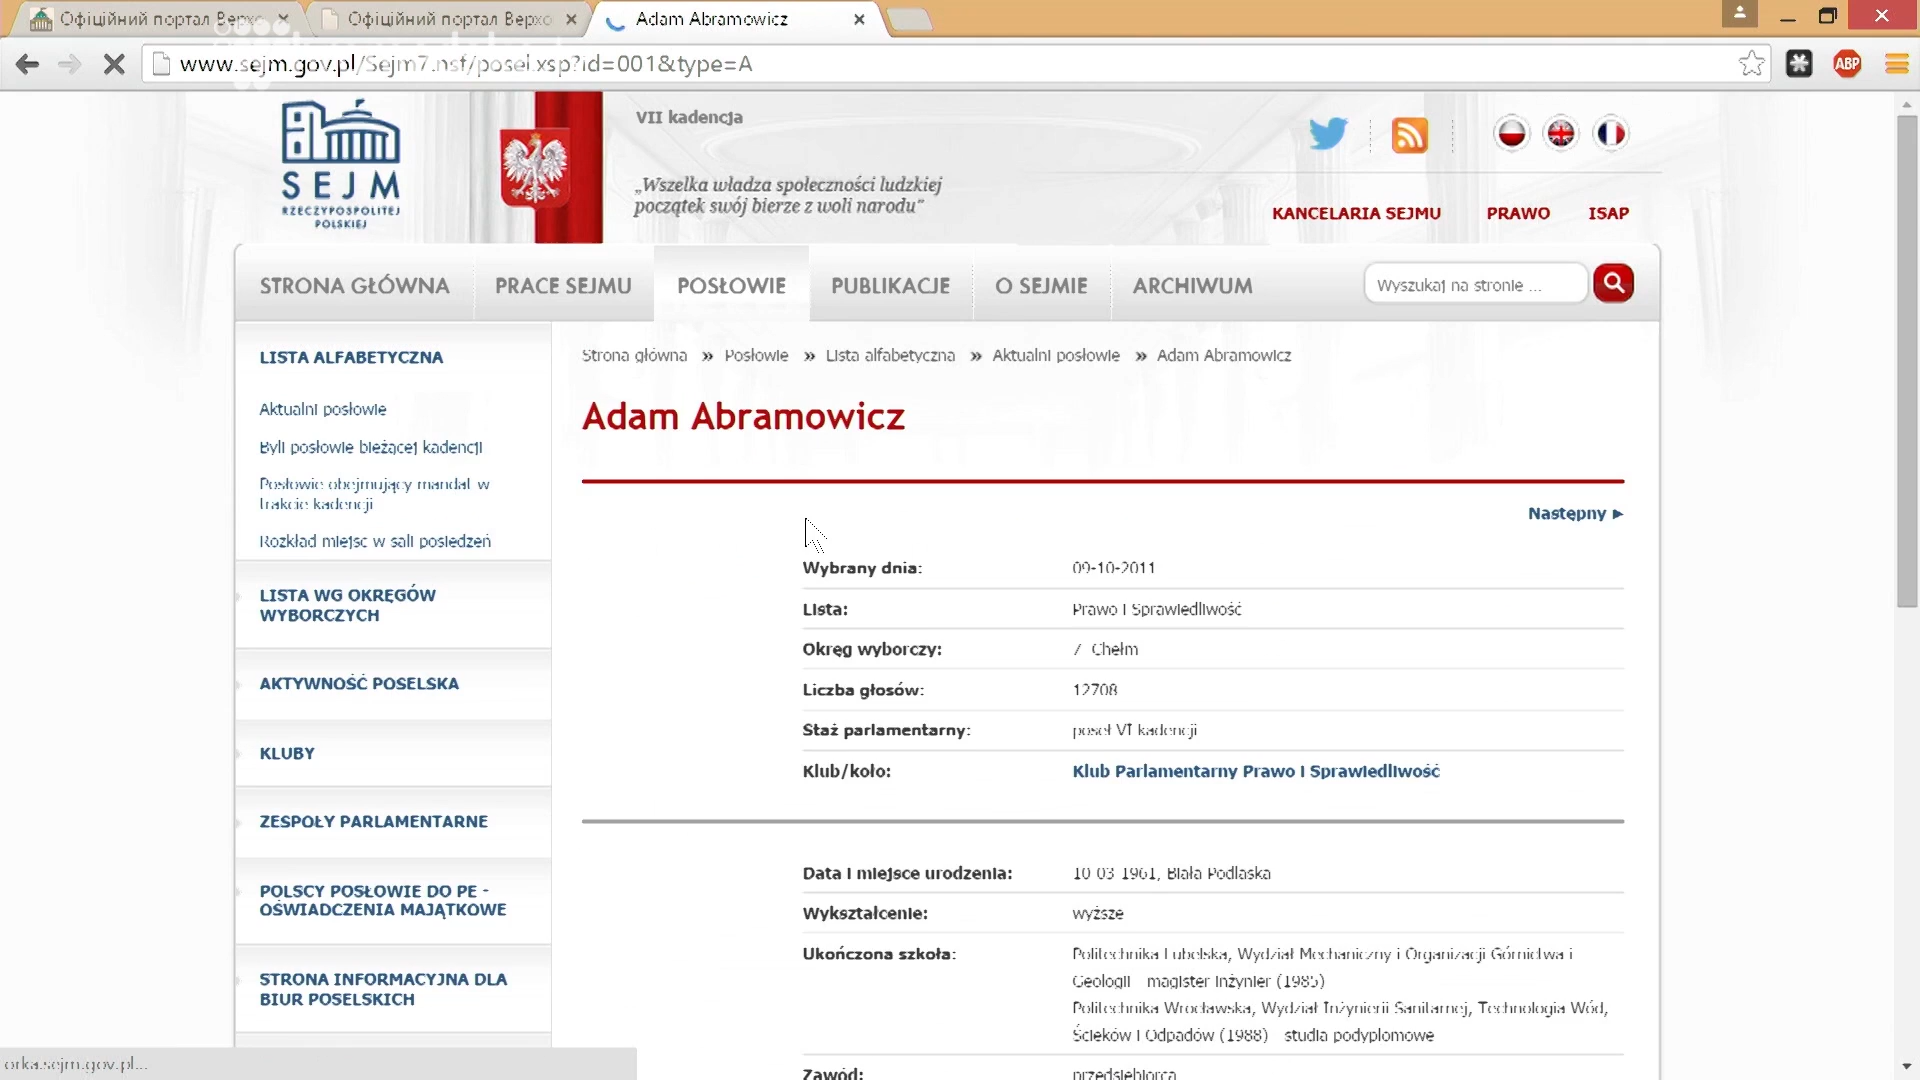 Офіційний портал Верхо
Офіційний портал Верхо
Adam Abramowicz
www.sejm.gov.pl/Sejm7.nsf/posel.xsp?id=001&type=A
ABP
SEJM
RZECZYPOSPOLITEJ
POLSKIEJ
VII kadencja
„Wszelka władza społeczności ludzkiej
początek swój bierze z woli narodu”
KANCELARIA SEJMU
PRAWO
ISAP
STRONA GŁÓWNA
PRACE SEJMU
POSŁOWIE
PUBLIKACJE
O SEJMIE
ARCHIWUM
Wyszukaj na stronie ...
LISTA ALFABETYCZNA
Aktualni posłowie
Byli posłowie bieżącej kadencji
Posłowie obejmujący mandat w
trakcie kadencji
Rozkład miejsc w sali posiedzeń
LISTA WG OKRĘGÓW
WYBORCZYCH
AKTYWNOŚĆ POSELSKA
KLUBY
ZESPOŁY PARLAMENTARNE
POLSCY POSŁOWIE DO PE -
OŚWIADCZENIA MAJĄTKOWE
STRONA INFORMACYJNA DLA
BIUR POSELSKICH
Strona główna » Posłowie » Lista alfabetyczna » Aktualni posłowie » Adam Abramowicz
Adam Abramowicz
Następny ►
Wybrany dnia: 09-10-2011
Lista: Prawo i Sprawiedliwość
Okręg wyborczy: 7 Chełm
Liczba głosów: 12708
Staż parlamentarny: poseł VI kadencji
Klub/koło: Klub Parlamentarny Prawo i Sprawiedliwość
Data i miejsce urodzenia: 10-03-1961, Biała Podlaska
Wykształcenie: wyższe
Ukończona szkoła: Politechnika Lubelska, Wydział Mechaniczny i Organizacji Górnictwa i
Geologii - magister inżynier (1985)
Politechnika Wrocławska, Wydział Inżynierii Sanitarnej, Technologia Wód,
Ścieków i Odpadów (1988) - studia podyplomowe
Zawód: przedsiębiorca
orka.sejm.gov.pl...